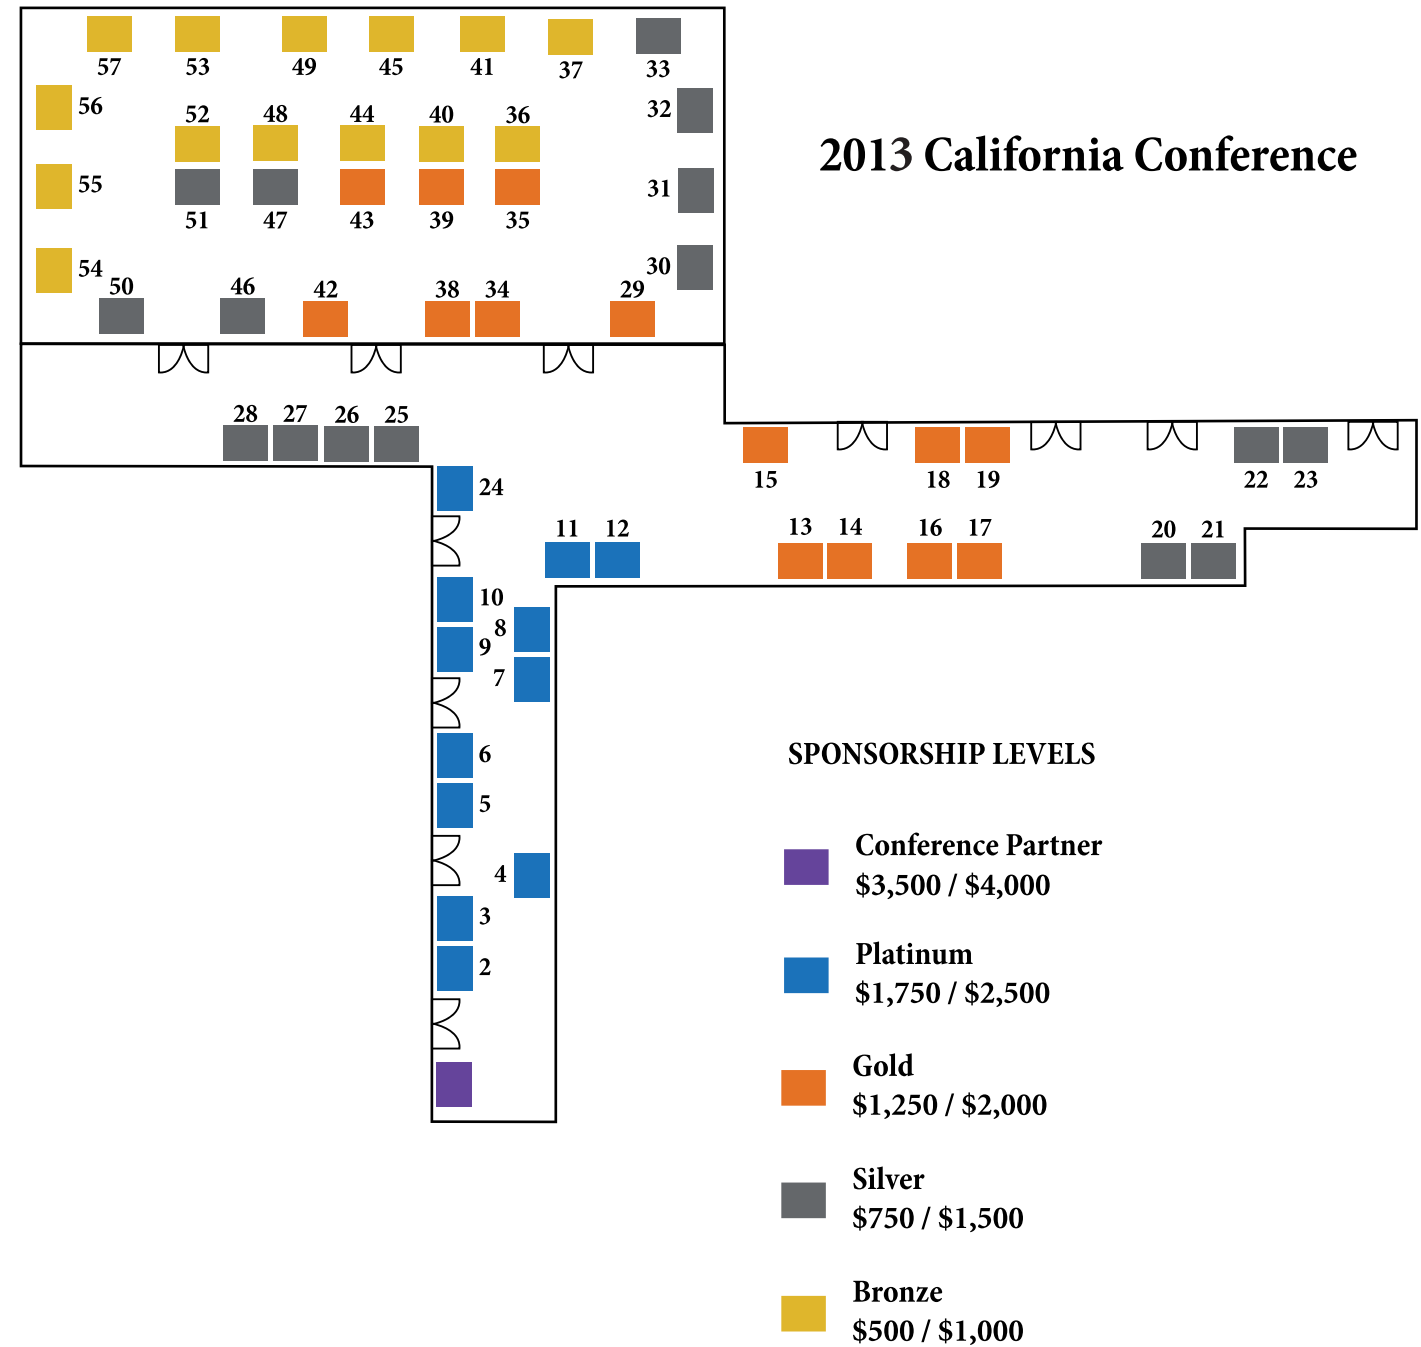 57 53 49 45 41 37 33
56 32
52 48 44 40 36
55 31
51 47 43 39 35
54 30
50 46 42 38 34 29
2013 California Conference
28 27 26 25
15 18 19 22 23
24
11 12 13 14 16 17 20 21
10
8
9
7
6
5
4
3
2
SPONSORSHIP LEVELS
Conference Partner
$3,500 / $4,000
Platinum
$1,750 / $2,500
Gold
$1,250 / $2,000
Silver
$750 / $1,500
Bronze
$500 / $1,000